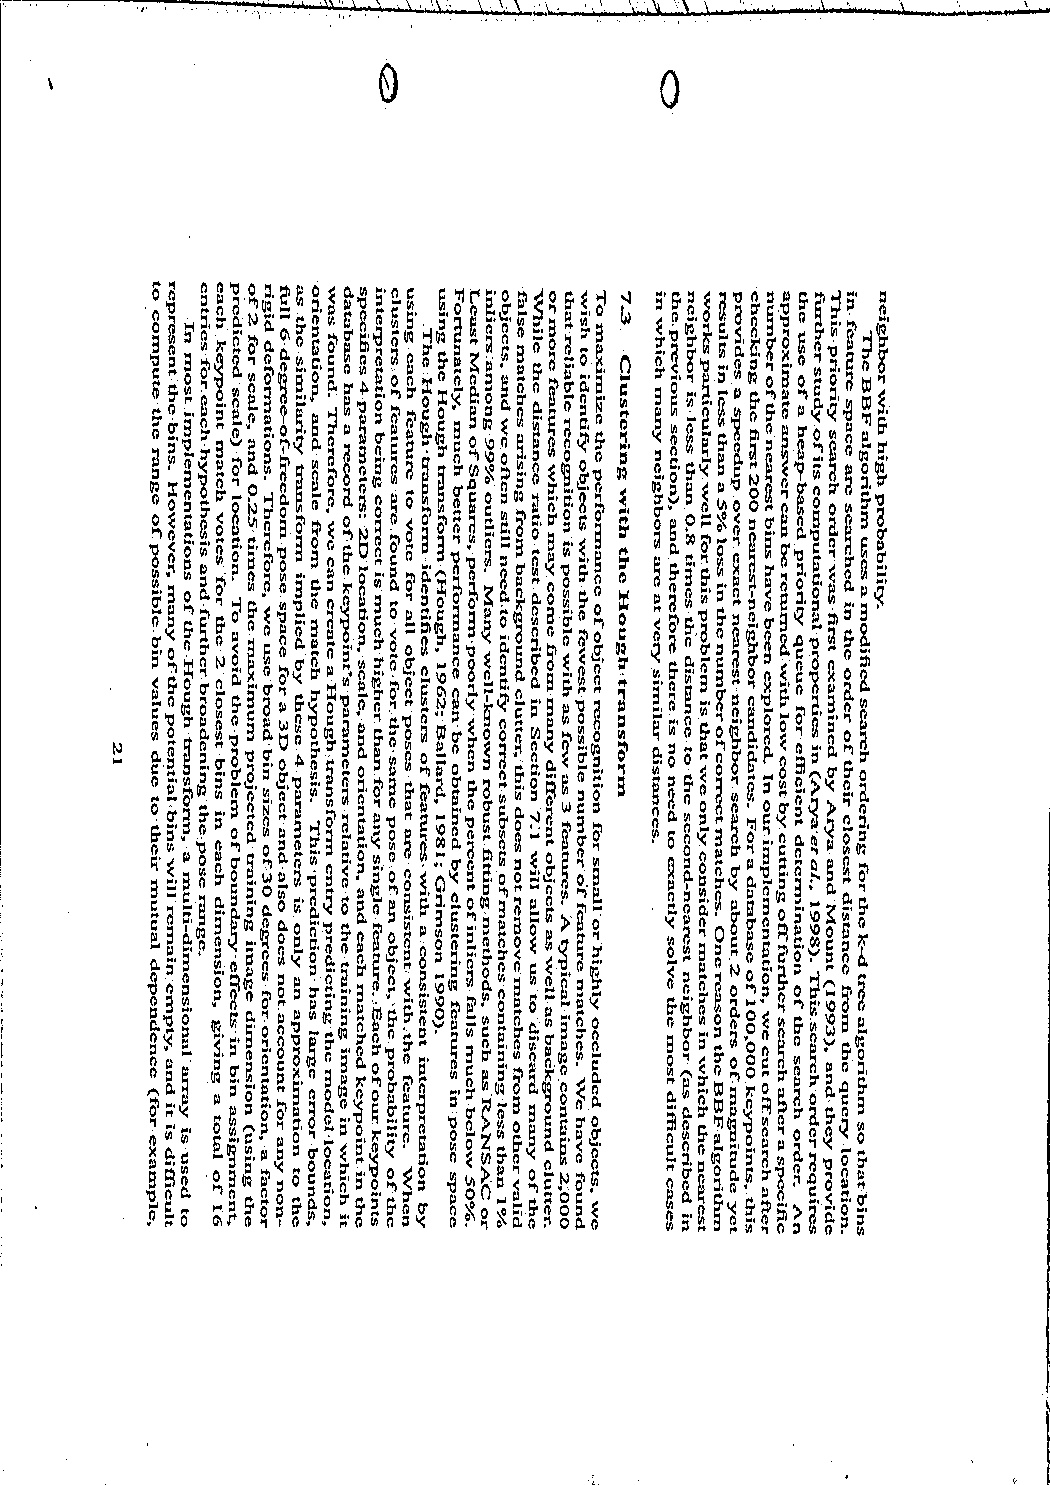 neighbor with high probability.
The BBF algorithm uses a modified search ordering for the k-d tree algorithm so that bins
in feature space are searched in the order of their closest distance from the query location.
This priority search order was first examined by Arya and Mount (1993), and they provide
further study of its computational properties in (Arya et al., 1998). This search order requires
the use of a heap-based priority queue for efficient determination of the search order. An
approximate answer can be returned with low cost by cutting off further search after a specific
number of the nearest bins have been explored. In our implementation, we cut off search after
checking the first 200 nearest-neighbor candidates. For a database of 100,000 keypoints, this
provides a speedup over exact nearest neighbor search by about 2 orders of magnitude yet
results in less than a 5% loss in the number of correct matches. One reason the BBF algorithm
works particularly well for this problem is that we only consider matches in which the nearest
neighbor is less than 0.8 times the distance to the second-nearest neighbor (as described in
the previous section), and therefore there is no need to exactly solve the most difficult cases
in which many neighbors are at very similar distances.
7.3 Clustering with the Hough transform
To maximize the performance of object recognition for small or highly occluded objects, we
wish to identify objects with the fewest possible number of feature matches. We have found
that reliable recognition is possible with as few as 3 features. A typical image contains 2,000
or more features which may come from many different objects as well as background clutter.
While the distance ratio test described in Section 7.1 will allow us to discard many of the
false matches arising from background clutter, this does not remove matches from other valid
objects, and we often still need to identify correct subsets of matches containing less than 1%
inliers among 99% outliers. Many well-known robust fitting methods, such as RANSAC or
Least Median of Squares, perform poorly when the percent of inliers falls much below 50%.
Fortunately, much better performance can be obtained by clustering features in pose space
using the Hough transform (Hough, 1962; Ballard, 1981; Grimson 1990).
The Hough transform identifies clusters of features with a consistent interpretation by
using each feature to vote for all object poses that are consistent with the feature. When
clusters of features are found to vote for the same pose of an object, the probability of the
interpretation being correct is much higher than for any single feature. Each of our keypoints
specifies 4 parameters: 2D location, scale, and orientation, and each matched keypoint in the
database has a record of the keypoint's parameters relative to the training image in which it
was found. Therefore, we can create a Hough transform entry predicting the model location,
orientation, and scale from the match hypothesis. This prediction has large error bounds,
as the similarity transform implied by these 4 parameters is only an approximation to the
full 6 degree-of-freedom pose space for a 3D object and also does not account for any non-
rigid deformations. Therefore, we use broad bin sizes of 30 degrees for orientation, a factor
of 2 for scale, and 0.25 times the maximum projected training image dimension (using the
predicted scale) for location. To avoid the problem of boundary effects in bin assignment,
each keypoint match votes for the 2 closest bins in each dimension, giving a total of 16
entries for each hypothesis and further broadening the pose range.
In most implementations of the Hough transform, a multi-dimensional array is used to
represent the bins. However, many of the potential bins will remain empty, and it is difficult
to compute the range of possible bin values due to their mutual dependence (for example,
21